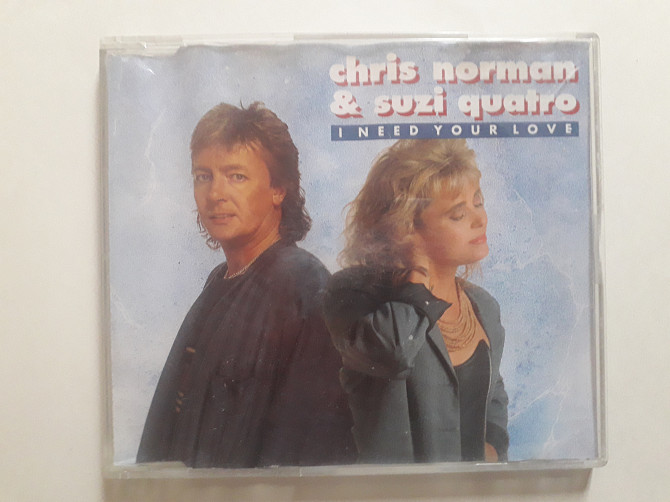 chris norman
& suzi quatro
I NEED YOUR LOVE